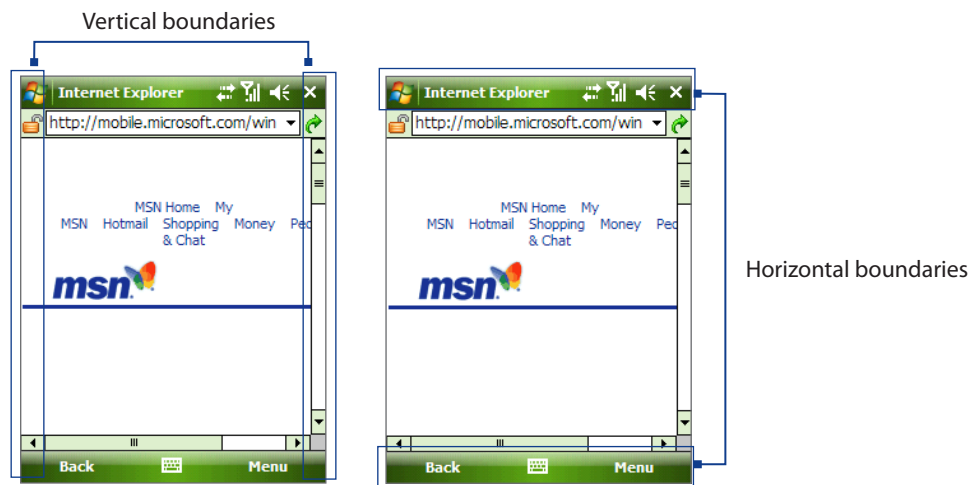 Vertical boundaries
Internet Explorer
http://mobile.microsoft.com/win
MSN Home My
MSN Hotmail Shopping Money Peo
& Chat
msn
Back Menu
Internet Explorer
http://mobile.microsoft.com/win
MSN Home My
MSN Hotmail Shopping Money Peo
& Chat
msn
Back Menu
Horizontal boundaries